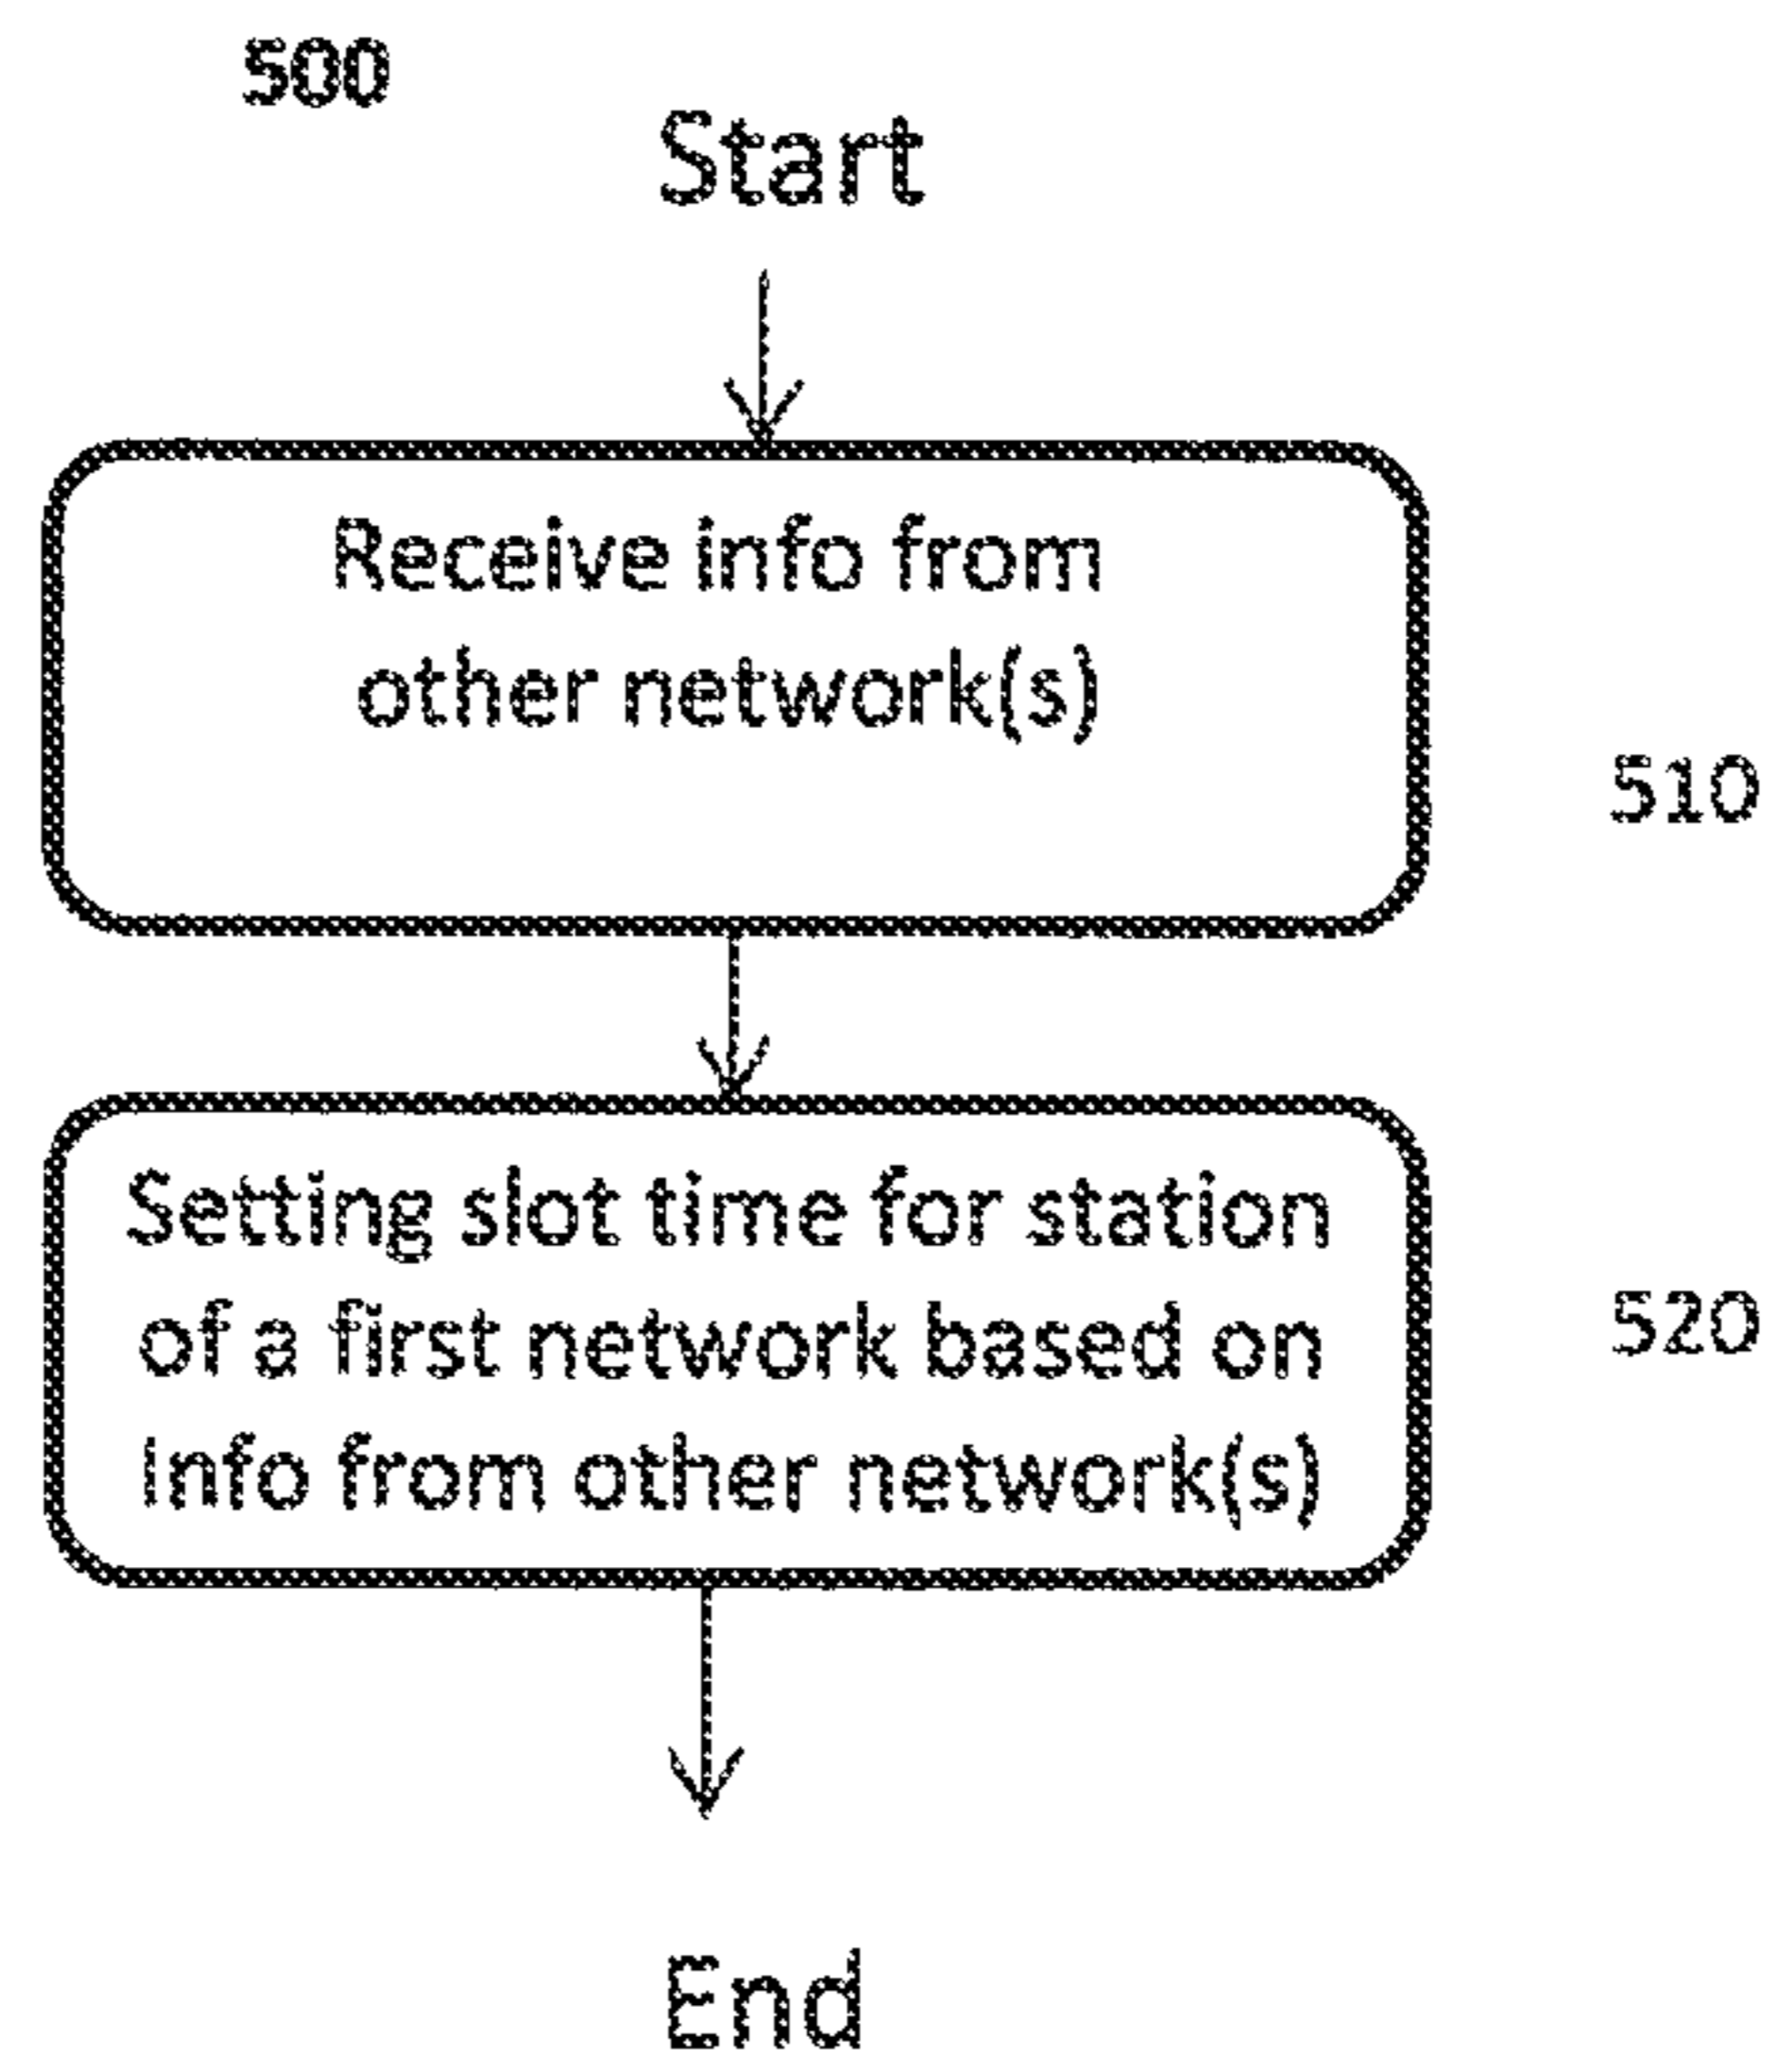 500
Start
Receive info from
other network(s)
510
Setting slot time for station
of a first network based on
Info from other network(s)
520
End